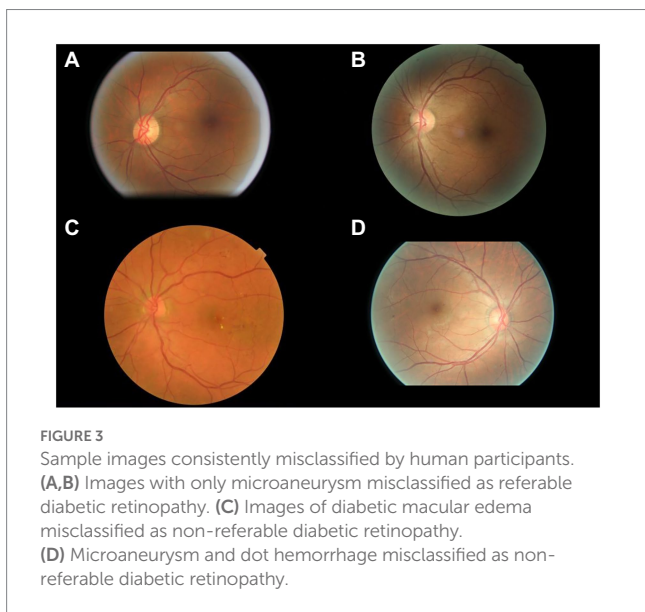 A
B
C
D
FIGURE 3
Sample images consistently misclassified by human participants.
(A,B) Images with only microaneurysm misclassified as referable
diabetic retinopathy. (C) Images of diabetic macular edema
misclassified as non-referable diabetic retinopathy.
(D) Microaneurysm and dot hemorrhage misclassified as non-
referable diabetic retinopathy.